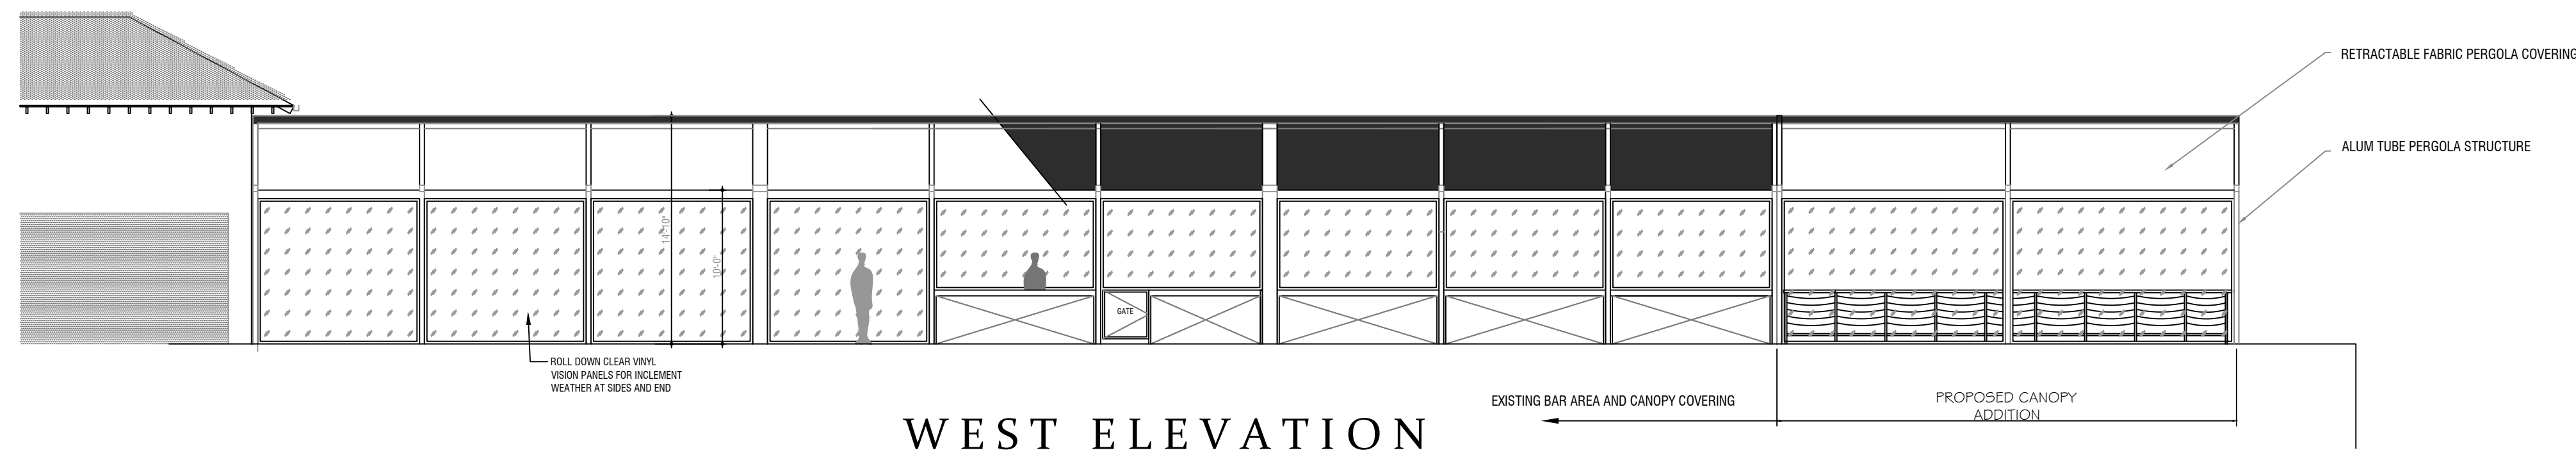 RETRACTABLE FABRIC PERGOLA COVERING
ALUM TUBE PERGOLA STRUCTURE
14'-10"
10'-0"
GATE
ROLL DOWN CLEAR VINYL
VISION PANELS FOR INCLEMENT
WEATHER AT SIDES AND END
EXISTING BAR AREA AND CANOPY COVERING
PROPOSED CANOPY
ADDITION
WEST ELEVATION